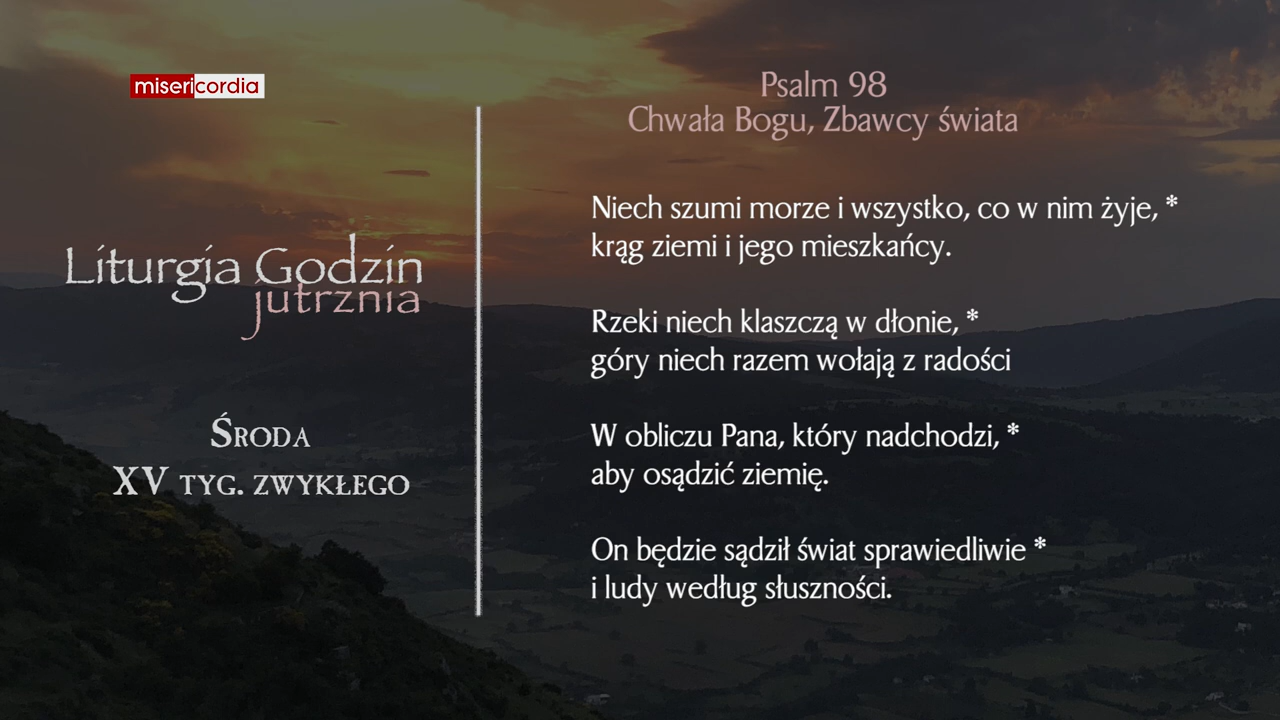 misericordia
Liturgia Godzin
jutrznia
Środa
XV tyg. zwykłego
Psalm 98
Chwała Bogu, Zbawcy świata
Niech szumi morze i wszystko, co w nim żyje, *
krąg ziemi i jego mieszkańcy.
Rzeki niech klaszczą w dłonie, *
góry niech razem wołają z radości
W obliczu Pana, który nadchodzi, *
aby osądzić ziemię.
On będzie sądził świat sprawiedliwie *
i ludy według słuszności.